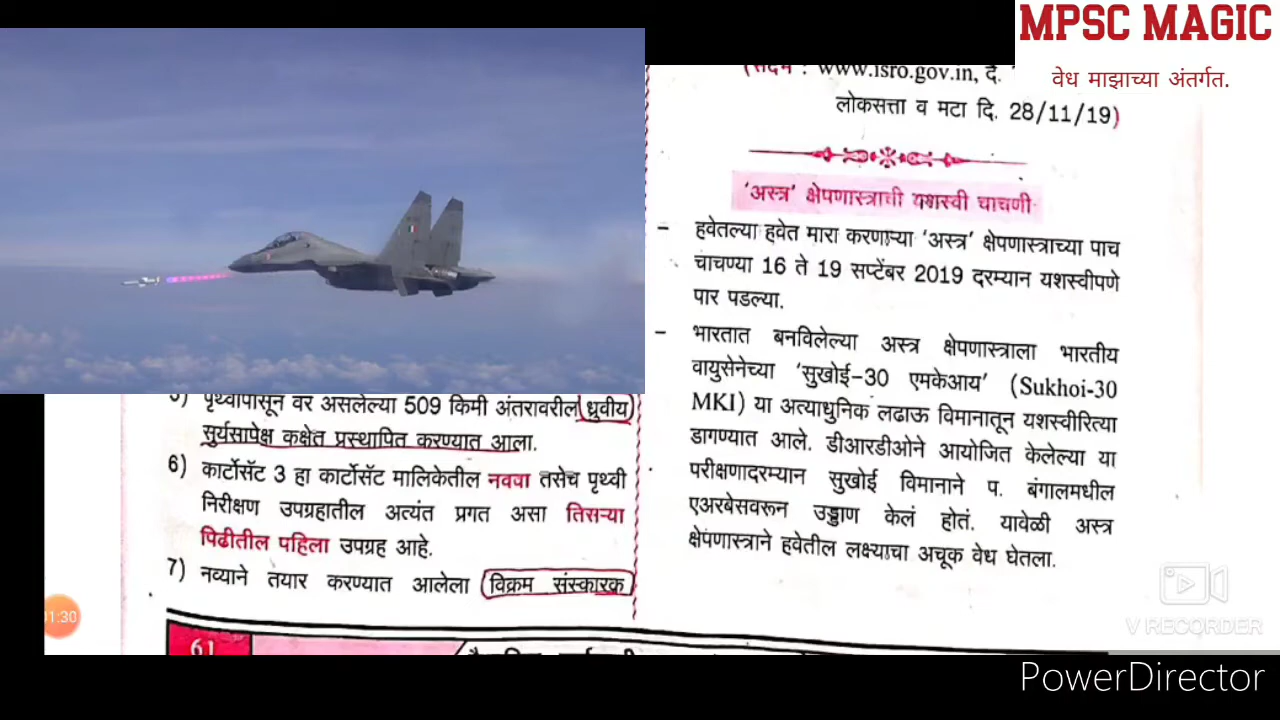 MPSC MAGIC
वेध माझाच्या अंतर्गत.
(संदर्भ : www.isro.gov.in, दि.
लोकसत्ता व मटा दि. 28/11/19)
'अस्त्र' क्षेपणास्त्राची यशस्वी चाचणी
– हवेतल्या हवेत मारा करणाऱ्या 'अस्त्र' क्षेपणास्त्राच्या पाच
चाचण्या 16 ते 19 सप्टेंबर 2019 दरम्यान यशस्वीपणे
पार पडल्या.
– भारतात बनविलेल्या अस्त्र क्षेपणास्त्राला भारतीय
वायुसेनेच्या 'सुखोई-30 एमकेआय' (Sukhoi-30
MKI) या अत्याधुनिक लढाऊ विमानातून यशस्वीरित्या
डागण्यात आले. डीआरडीओने आयोजित केलेल्या या
परीक्षणादरम्यान सुखोई विमानाने प. बंगालमधील
एअरबेसवरून उड्डाण केलं होतं. यावेळी अस्त्र
क्षेपणास्त्राने हवेतील लक्ष्याचा अचूक वेध घेतला.
5) पृथ्वीपासून वर असलेल्या 509 किमी अंतरावरील ध्रुवीय
सुर्यसापेक्ष कक्षेत प्रस्थापित करण्यात आला.
6) कार्टोसॅट 3 हा कार्टोसॅट मालिकेतील नववा तसेच पृथ्वी
निरीक्षण उपग्रहातील अत्यंत प्रगत असा तिसऱ्या
पिढीतील पहिला उपग्रह आहे.
7) नव्याने तयार करण्यात आलेला विक्रम संस्कारक
61
1:30
V RECORDER
PowerDirector